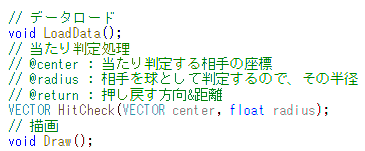 // データロード
void LoadData();
// 当たり判定処理
// @center : 当たり判定する相手の座標
// @radius : 相手を球として判定するので、その半径
// @return : 押し戻す方向&距離
VECTOR HitCheck(VECTOR center, float radius);
// 描画
void Draw();